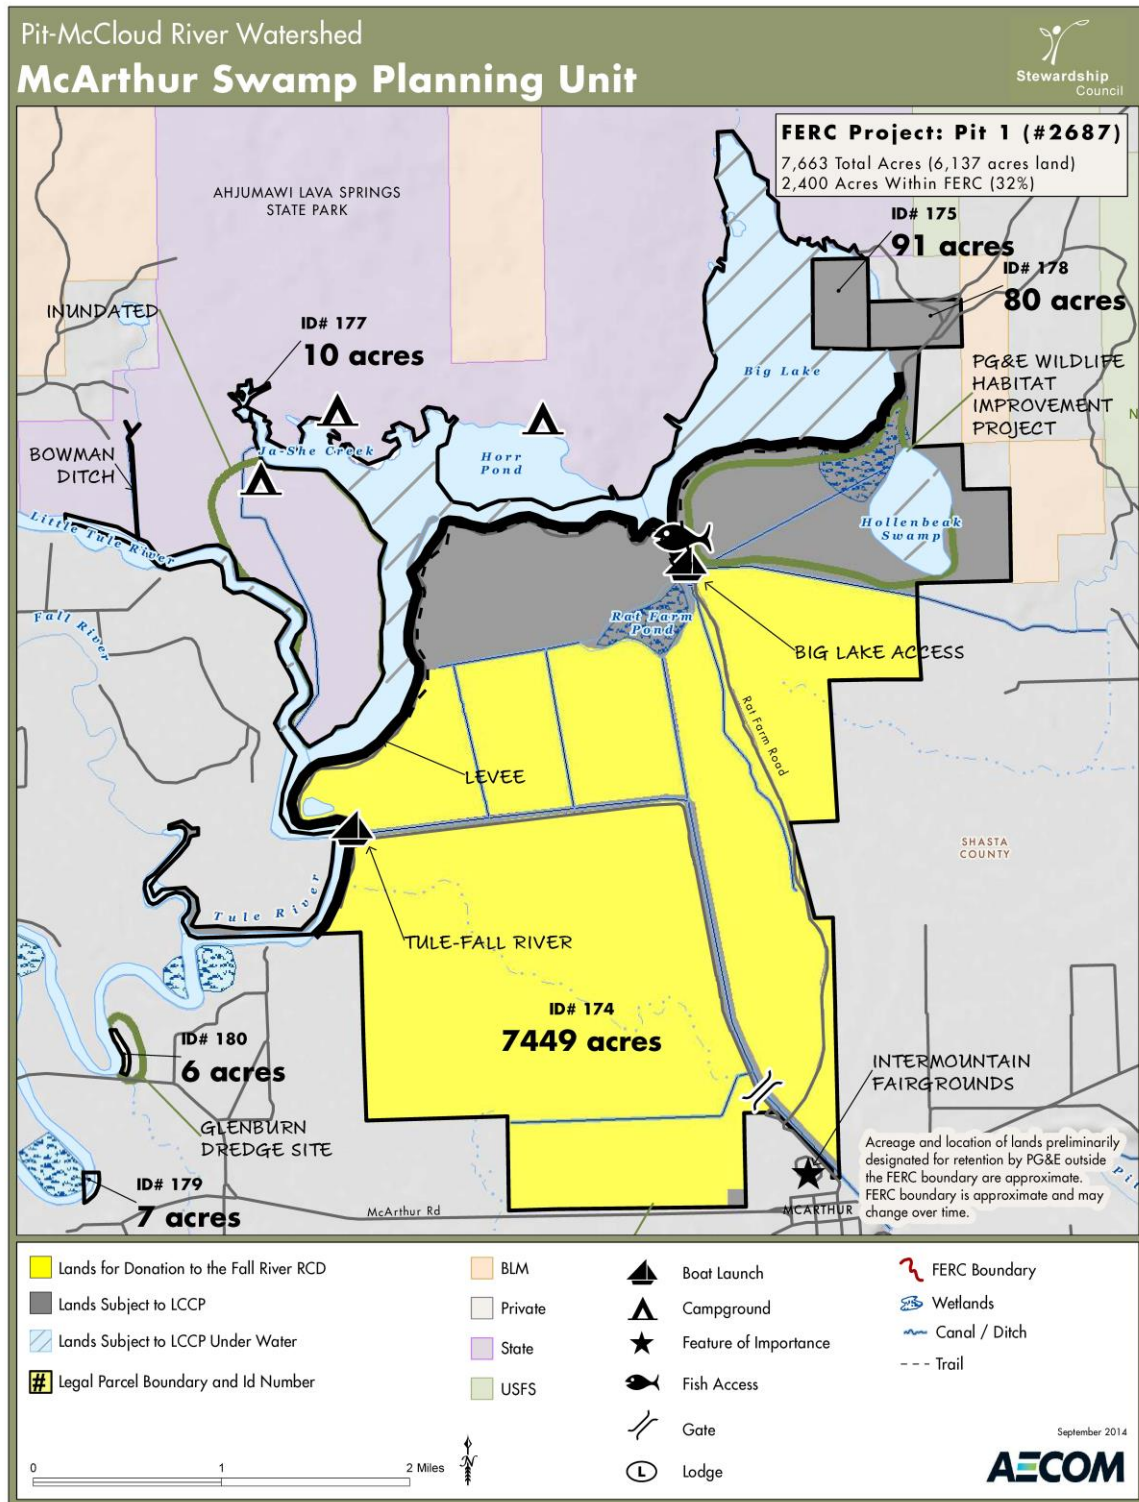 Pit-McCloud River Watershed
McArthur Swamp Planning Unit
Stewardship
Council
FERC Project: Pit 1 (#2687)
7,663 Total Acres (6,137 acres land)
2,400 Acres Within FERC (32%)
AHJUMAWI LAVA SPRINGS
STATE PARK
ID# 175
91 acres
ID# 178
80 acres
INUNDATED
ID# 177
10 acres
PG&E WILDLIFE
HABITAT
IMPROVEMENT
PROJECT
Big Lake
BOWMAN
DITCH
Ja-She Creek
Horr
Pond
N
Little Tule River
Hollenbeak
Swamp
Fall River
Rat Farm
Pond
BIG LAKE ACCESS
Rat Farm Road
LEVEE
SHASTA
COUNTY
Tule River
TULE-FALL RIVER
ID# 174
7449 acres
ID# 180
6 acres
INTERMOUNTAIN
FAIRGROUNDS
GLENBURN
DREDGE SITE
Acreage and location of lands preliminarily
designated for retention by PG&E outside
the FERC boundary are approximate.
FERC boundary is approximate and may
change over time.
Pit
ID# 179
7 acres
McArthur Rd
MCARTHUR
Lands for Donation to the Fall River RCD
Lands Subject to LCCP
Lands Subject to LCCP Under Water
# Legal Parcel Boundary and Id Number
BLM
Private
State
USFS
Boat Launch
Campground
Feature of Importance
Fish Access
Gate
L Lodge
FERC Boundary
Wetlands
Canal / Ditch
Trail
0 1 2 Miles
September 2014
AECOM